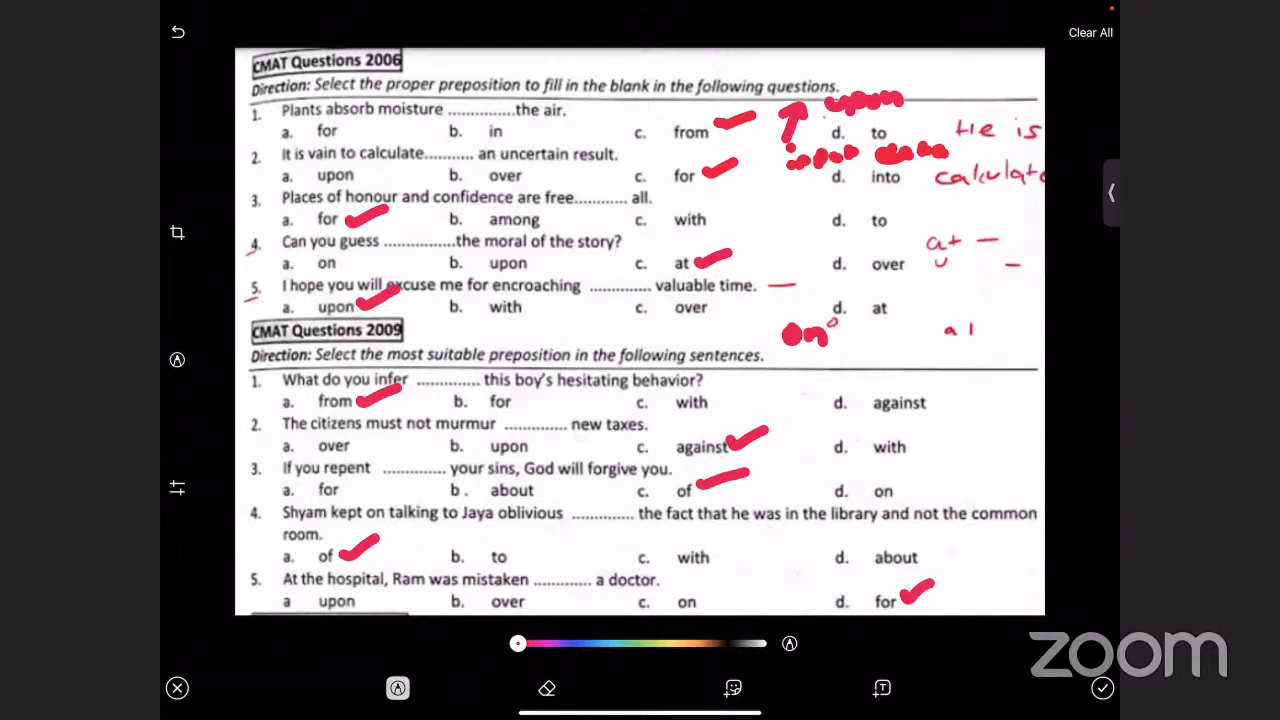 Clear All
CMAT Questions 2006
Direction: Select the proper preposition to fill in the blank in the following questions.
1. Plants absorb moisture ...............the air.
a. for b. in c. from d. to He is
2. It is vain to calculate........... an uncertain result.
a. upon b. over c. for d. into calculate
3. Places of honour and confidence are free............ all.
a. for b. among c. with d. to
4. Can you guess ................the moral of the story?
a. on b. upon c. at d. over at
5. I hope you will excuse me for encroaching .............. valuable time.
a. upon b. with c. over d. at
CMAT Questions 2009
Direction: Select the most suitable preposition in the following sentences.
1. What do you infer .............. this boy's hesitating behavior?
a. from b. for c. with d. against
2. The citizens must not murmur .............. new taxes.
a. over b. upon c. against d. with
3. If you repent .............. your sins, God will forgive you.
a. for b. about c. of d. on
4. Shyam kept on talking to Jaya oblivious .............. the fact that he was in the library and not the common
room.
a. of b. to c. with d. about
5. At the hospital, Ram was mistaken ............. a doctor.
a upon b. over c. on d. for
zoom